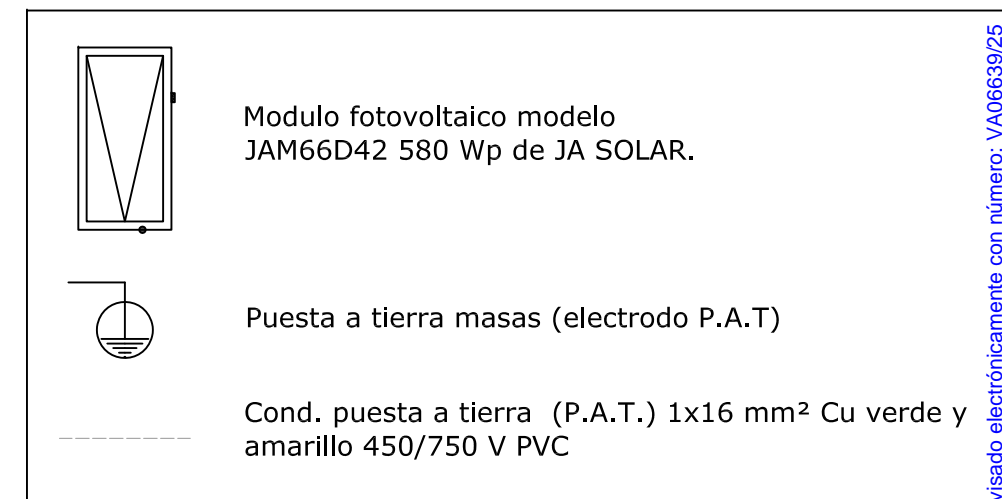 Modulo fotovoltaico modelo
JAM66D42 580 Wp de JA SOLAR.
Puesta a tierra masas (electrodo P.A.T)
Cond. puesta a tierra (P.A.T.) 1x16 mm² Cu verde y
amarillo 450/750 V PVC
visado electrónicamente con número: VA06639/25